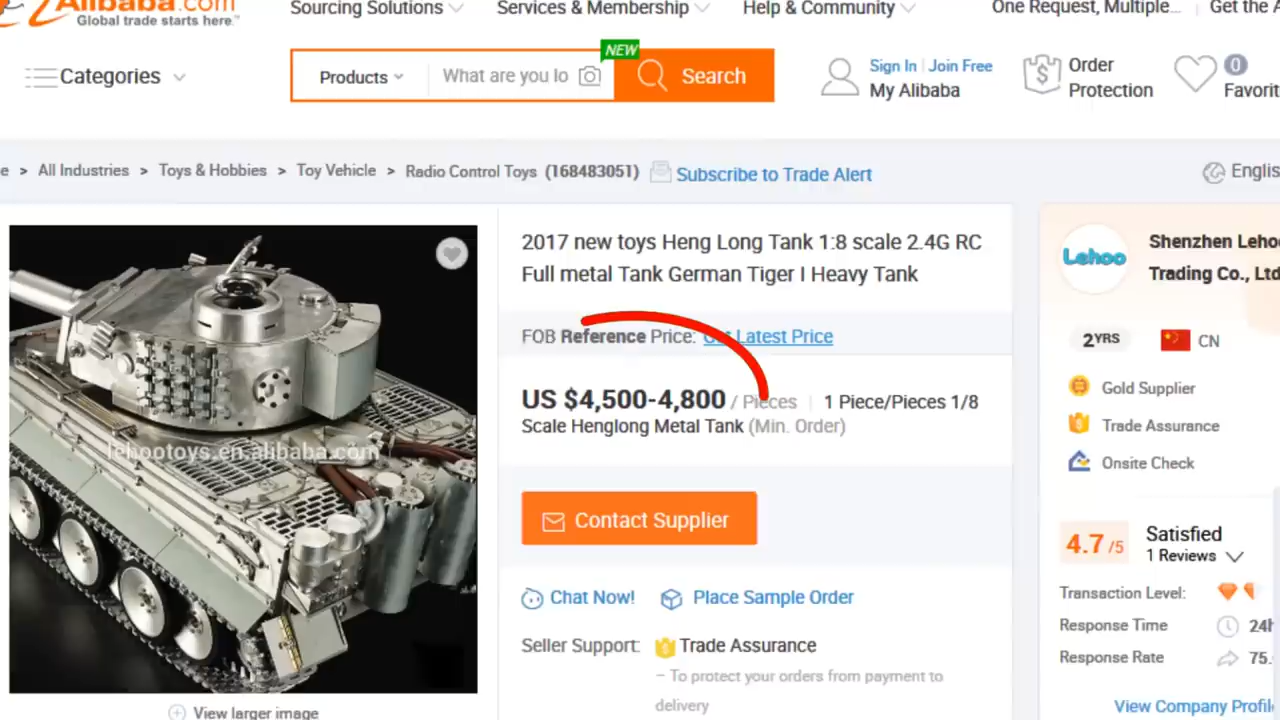 Alibaba.com
Global trade starts here.™
Sourcing Solutions
Services & Membership
Help & Community
One Request, Multiple...
Get the A
Categories
Products
What are you lo
NEW
Search
Sign In | Join Free
My Alibaba
Order
Protection
0
Favorit
e > All Industries > Toys & Hobbies > Toy Vehicle > Radio Control Toys (168483051)
Subscribe to Trade Alert
Englis
lehootoys.en.alibaba.com
View larger image
2017 new toys Heng Long Tank 1:8 scale 2.4G RC
Full metal Tank German Tiger I Heavy Tank
FOB Reference Price: Get Latest Price
US $4,500-4,800 / Pieces | 1 Piece/Pieces 1/8
Scale Henglong Metal Tank (Min. Order)
Contact Supplier
Chat Now!
Place Sample Order
Seller Support:
Trade Assurance
– To protect your orders from payment to
delivery
Lehoo
Shenzhen Leho
Trading Co., Ltd
2YRS
CN
Gold Supplier
Trade Assurance
Onsite Check
4.7/5
Satisfied
1 Reviews
Transaction Level:
Response Time
24h
Response Rate
75.
View Company Profil